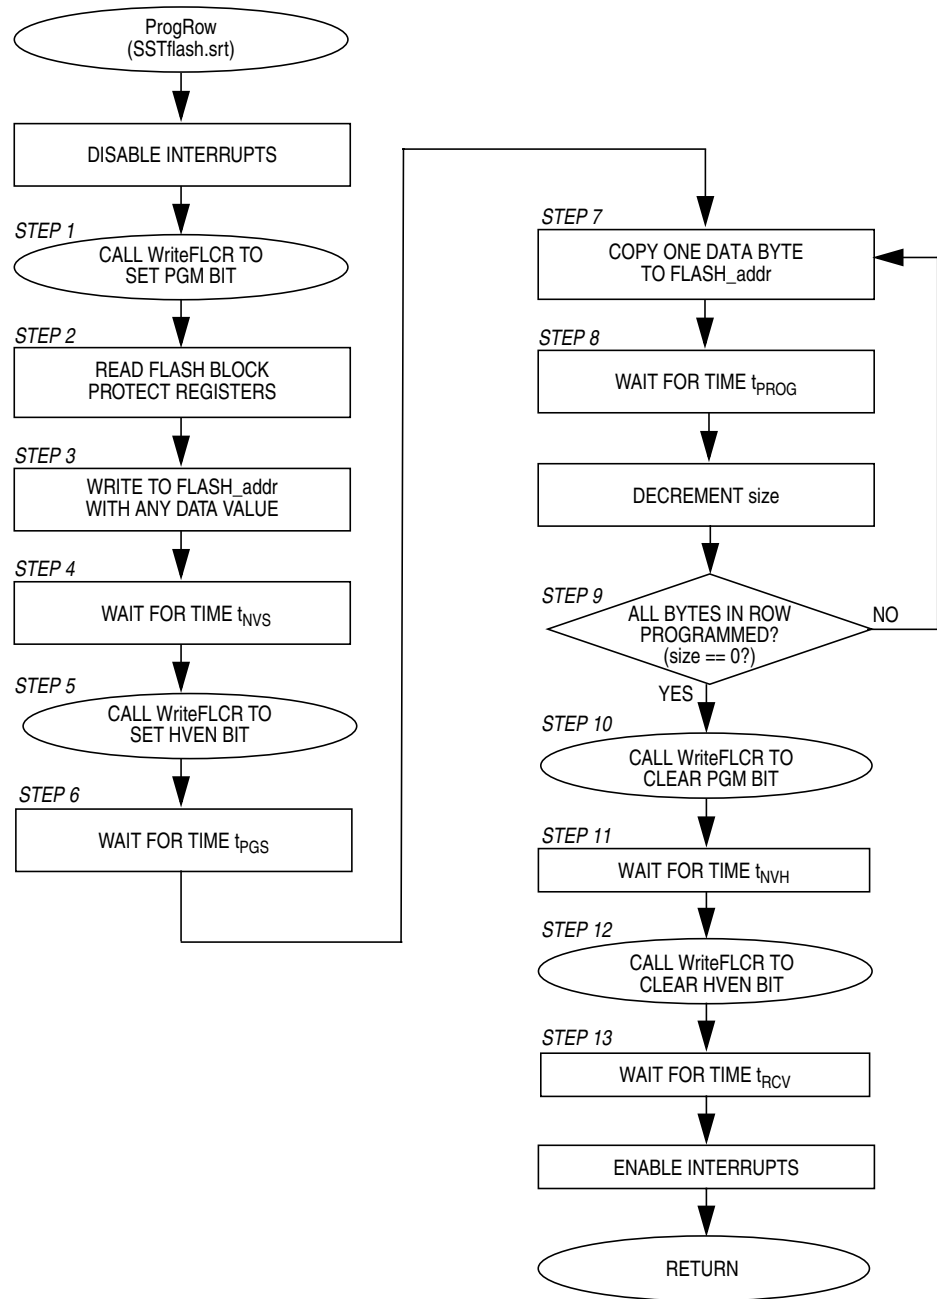 ProgRow
(SSTflash.srt)
DISABLE INTERRUPTS
STEP 1
CALL WriteFLCR TO
SET PGM BIT
STEP 2
READ FLASH BLOCK
PROTECT REGISTERS
STEP 3
WRITE TO FLASH_addr
WITH ANY DATA VALUE
STEP 4
WAIT FOR TIME tNVS
STEP 5
CALL WriteFLCR TO
SET HVEN BIT
STEP 6
WAIT FOR TIME tPGS
STEP 7
COPY ONE DATA BYTE
TO FLASH_addr
STEP 8
WAIT FOR TIME tPROG
DECREMENT size
STEP 9
ALL BYTES IN ROW
PROGRAMMED?
(size == 0?)
NO
YES
STEP 10
CALL WriteFLCR TO
CLEAR PGM BIT
STEP 11
WAIT FOR TIME tNVH
STEP 12
CALL WriteFLCR TO
CLEAR HVEN BIT
STEP 13
WAIT FOR TIME tRCV
ENABLE INTERRUPTS
RETURN